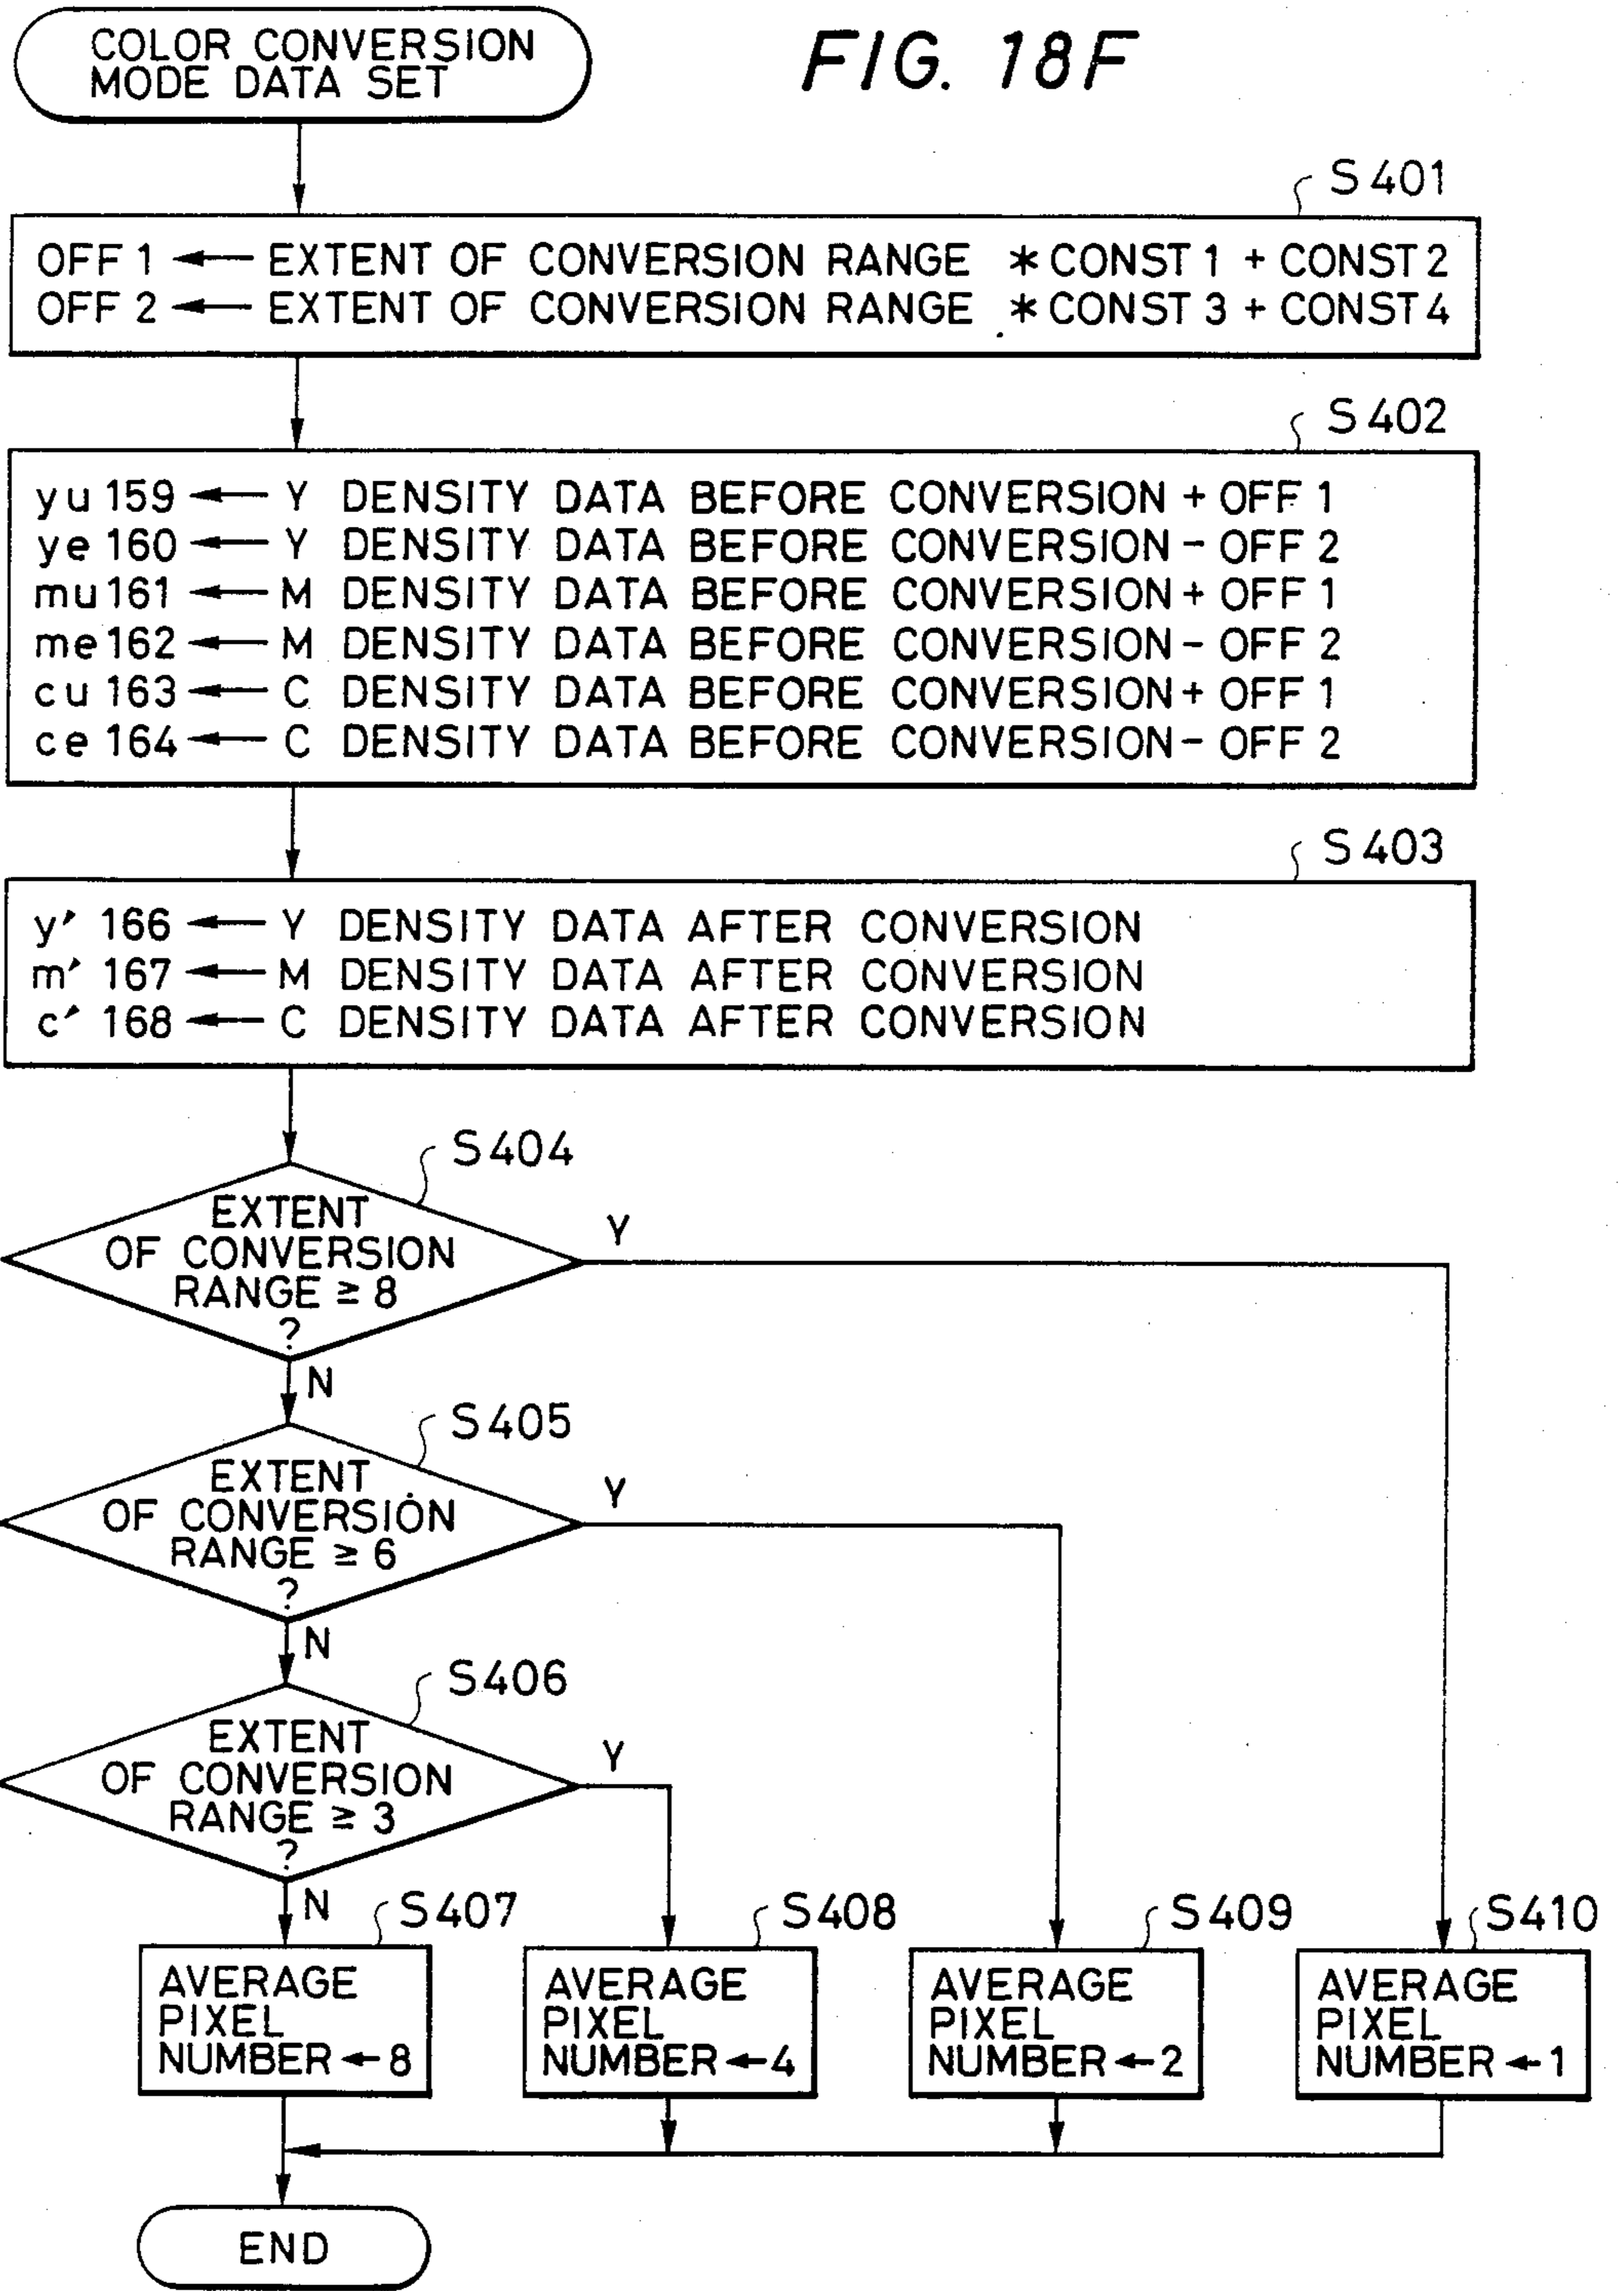 COLOR CONVERSION
MODE DATA SET
FIG. 18F
S401
OFF 1 ← EXTENT OF CONVERSION RANGE * CONST 1 + CONST 2
OFF 2 ← EXTENT OF CONVERSION RANGE * CONST 3 + CONST 4
S402
yu 159 ← Y DENSITY DATA BEFORE CONVERSION + OFF 1
ye 160 ← Y DENSITY DATA BEFORE CONVERSION - OFF 2
mu 161 ← M DENSITY DATA BEFORE CONVERSION + OFF 1
me 162 ← M DENSITY DATA BEFORE CONVERSION - OFF 2
cu 163 ← C DENSITY DATA BEFORE CONVERSION + OFF 1
ce 164 ← C DENSITY DATA BEFORE CONVERSION - OFF 2
S403
y' 166 ← Y DENSITY DATA AFTER CONVERSION
m' 167 ← M DENSITY DATA AFTER CONVERSION
c' 168 ← C DENSITY DATA AFTER CONVERSION
S404
EXTENT
OF CONVERSION
RANGE ≥ 8
?
Y
N
S405
EXTENT
OF CONVERSION
RANGE ≥ 6
?
Y
N
S406
EXTENT
OF CONVERSION
RANGE ≥ 3
?
Y
N
S407
AVERAGE
PIXEL
NUMBER ← 8
S408
AVERAGE
PIXEL
NUMBER ← 4
S409
AVERAGE
PIXEL
NUMBER ← 2
S410
AVERAGE
PIXEL
NUMBER ← 1
END